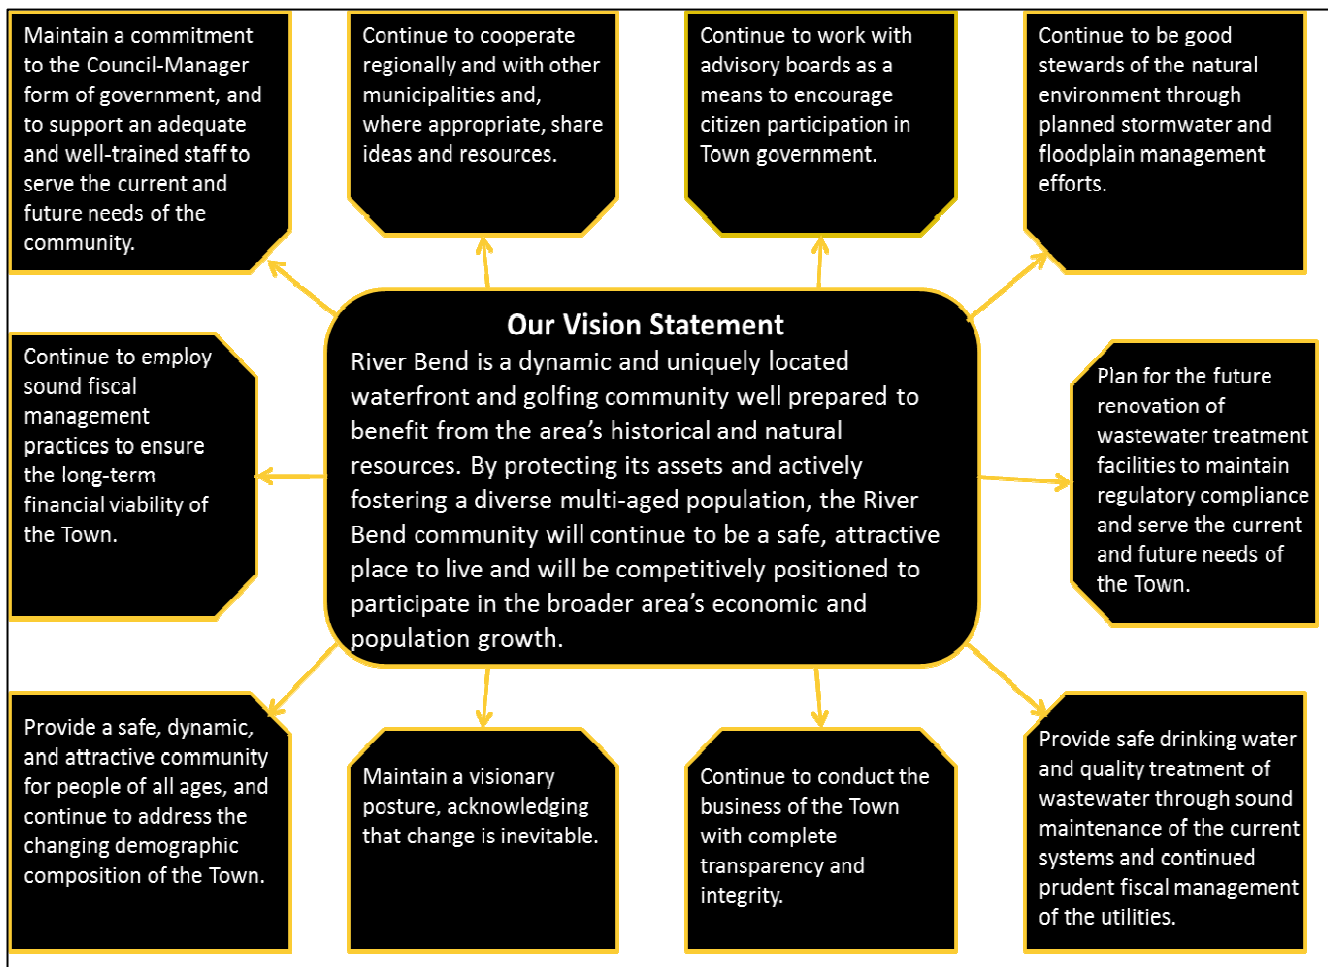 Maintain a commitment
to the Council-Manager
form of government, and
to support an adequate
and well-trained staff to
serve the current and
future needs of the
community.
Continue to cooperate
regionally and with other
municipalities and,
where appropriate, share
ideas and resources.
Continue to work with
advisory boards as a
means to encourage
citizen participation in
Town government.
Continue to be good
stewards of the natural
environment through
planned stormwater and
floodplain management
efforts.
Continue to employ
sound fiscal
management
practices to ensure
the long-term
financial viability of
the Town.
Our Vision Statement
River Bend is a dynamic and uniquely located
waterfront and golfing community well prepared to
benefit from the area’s historical and natural
resources. By protecting its assets and actively
fostering a diverse multi-aged population, the River
Bend community will continue to be a safe, attractive
place to live and will be competitively positioned to
participate in the broader area’s economic and
population growth.
Plan for the future
renovation of
wastewater treatment
facilities to maintain
regulatory compliance
and serve the current
and future needs of
the Town.
Provide a safe, dynamic,
and attractive community
for people of all ages, and
continue to address the
changing demographic
composition of the Town.
Maintain a visionary
posture, acknowledging
that change is inevitable.
Continue to conduct the
business of the Town
with complete
transparency and
integrity.
Provide safe drinking water
and quality treatment of
wastewater through sound
maintenance of the current
systems and continued
prudent fiscal management
of the utilities.